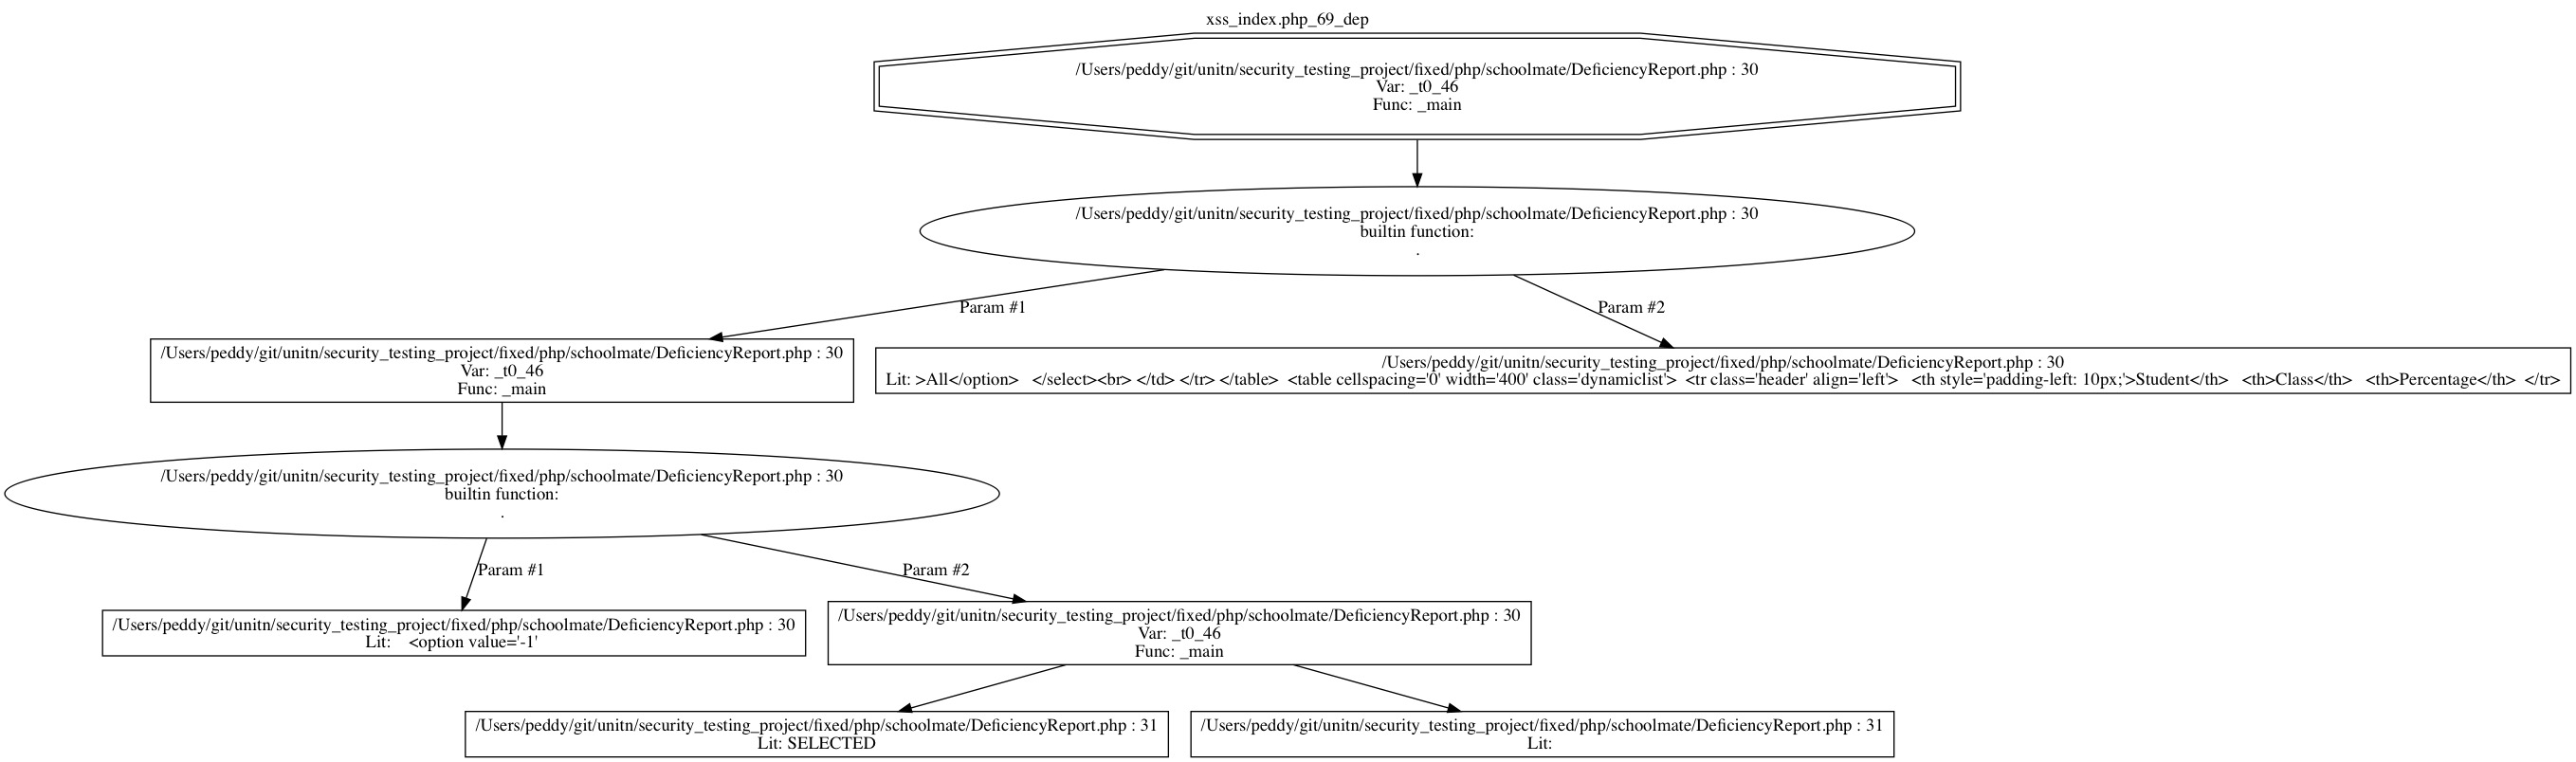 xss_index.php_69_dep
/Users/peddy/git/unitn/security_testing_project/fixed/php/schoolmate/DeficiencyReport.php : 30
Var: _t0_46
Func: _main
/Users/peddy/git/unitn/security_testing_project/fixed/php/schoolmate/DeficiencyReport.php : 30
builtin function:
.
Param #1
Param #2
/Users/peddy/git/unitn/security_testing_project/fixed/php/schoolmate/DeficiencyReport.php : 30
Var: _t0_46
Func: _main
/Users/peddy/git/unitn/security_testing_project/fixed/php/schoolmate/DeficiencyReport.php : 30
Lit: >All</option>   </select><br> </td> </tr> </table>  <table cellspacing='0' width='400' class='dynamiclist'>  <tr class='header' align='left'>   <th style='padding-left: 10px;'>Student</th>   <th>Class</th>   <th>Percentage</th>  </tr>
/Users/peddy/git/unitn/security_testing_project/fixed/php/schoolmate/DeficiencyReport.php : 30
builtin function:
.
Param #1
Param #2
/Users/peddy/git/unitn/security_testing_project/fixed/php/schoolmate/DeficiencyReport.php : 30
Lit:    <option value='-1'
/Users/peddy/git/unitn/security_testing_project/fixed/php/schoolmate/DeficiencyReport.php : 30
Var: _t0_46
Func: _main
/Users/peddy/git/unitn/security_testing_project/fixed/php/schoolmate/DeficiencyReport.php : 31
Lit: SELECTED
/Users/peddy/git/unitn/security_testing_project/fixed/php/schoolmate/DeficiencyReport.php : 31
Lit: